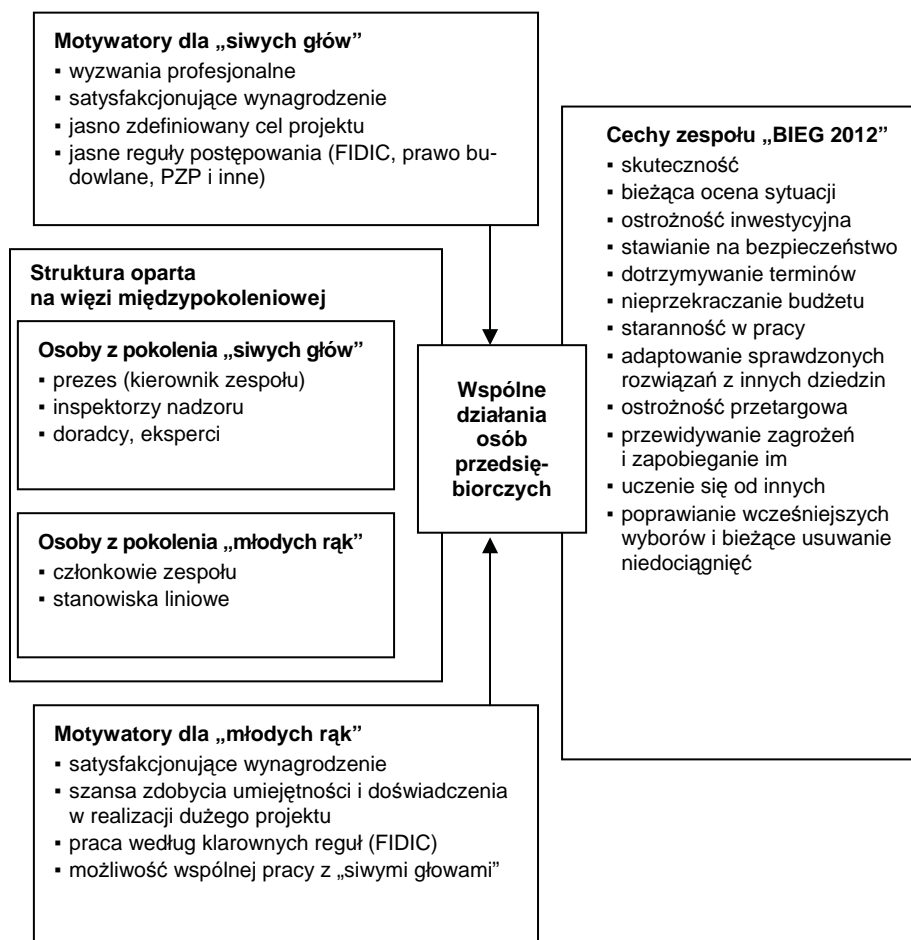 Motywatory dla „siwych głów”
▪ wyzwania profesjonalne
▪ satysfakcjonujące wynagrodzenie
▪ jasno zdefiniowany cel projektu
▪ jasne reguły postępowania (FIDIC, prawo bu-
dowlane, PZP i inne)
Struktura oparta
na więzi międzypokoleniowej
Osoby z pokolenia „siwych głów”
▪ prezes (kierownik zespołu)
▪ inspektorzy nadzoru
▪ doradcy, eksperci
Osoby z pokolenia „młodych rąk”
▪ członkowie zespołu
▪ stanowiska liniowe
Wspólne
działania
osób
przedsię-
biorczych
Cechy zespołu „BIEG 2012”
▪ skuteczność
▪ bieżąca ocena sytuacji
▪ ostrożność inwestycyjna
▪ stawianie na bezpieczeństwo
▪ dotrzymywanie terminów
▪ nieprzekraczanie budżetu
▪ staranność w pracy
▪ adaptowanie sprawdzonych
rozwiązań z innych dziedzin
▪ ostrożność przetargowa
▪ przewidywanie zagrożeń
i zapobieganie im
▪ uczenie się od innych
▪ poprawianie wcześniejszych
wyborów i bieżące usuwanie
niedociągnięć
Motywatory dla „młodych rąk”
▪ satysfakcjonujące wynagrodzenie
▪ szansa zdobycia umiejętności i doświadczenia
w realizacji dużego projektu
▪ praca według klarownych reguł (FIDIC)
▪ możliwość wspólnej pracy z „siwymi głowami”